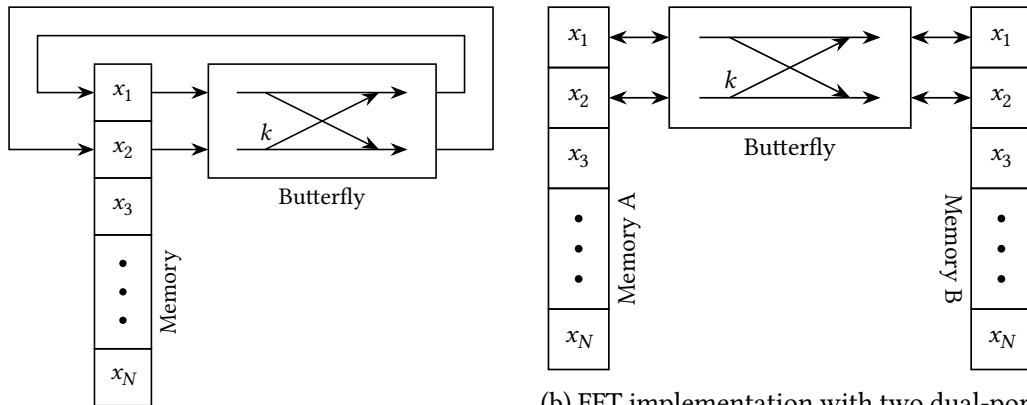 x1
x2
x3
xN
k
Butterfly
Memory
x1
x2
x3
xN
Memory A
k
Butterfly
x1
x2
x3
xN
Memory B
(b) FFT implementation with two dual-por